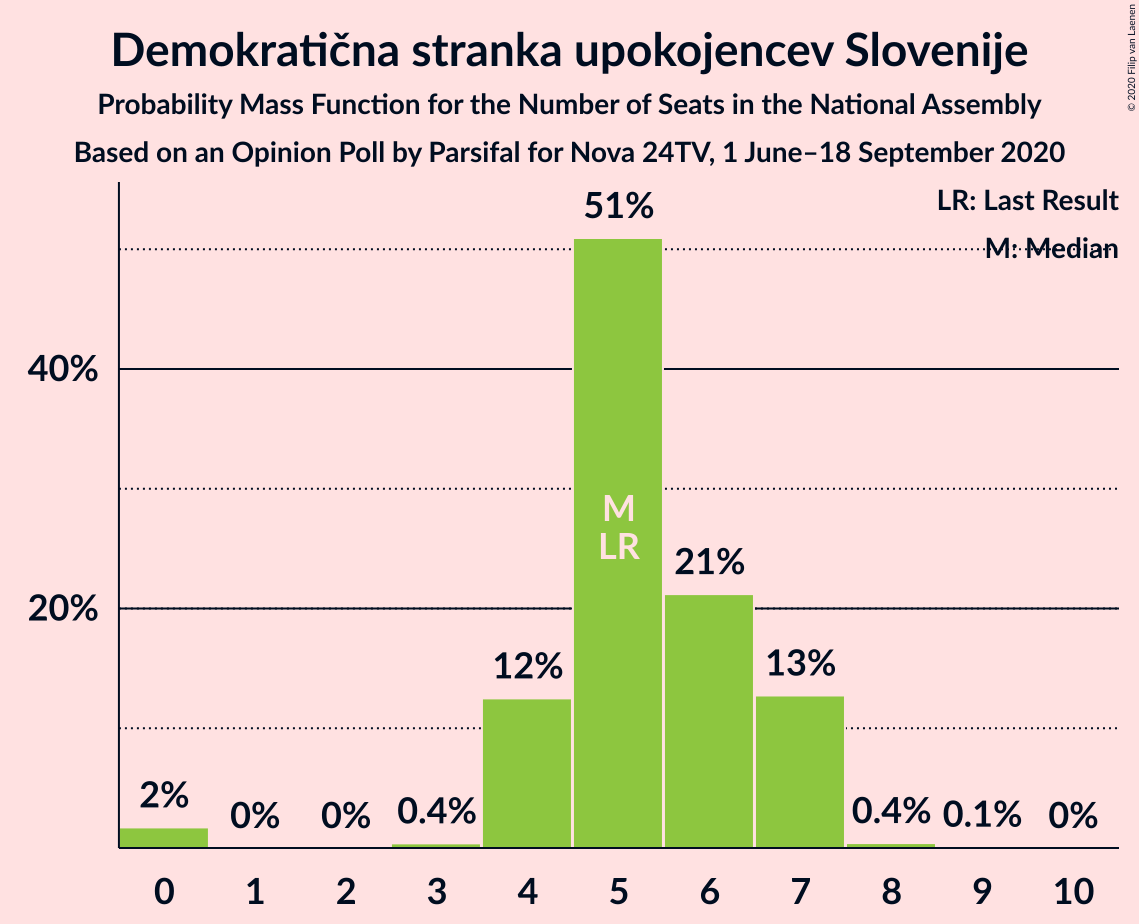 Demokratična stranka upokojencev Slovenije
Probability Mass Function for the Number of Seats in the National Assembly
Based on an Opinion Poll by Parsifal for Nova 24TV, 1 June–18 September 2020
© 2020 Filip van Laenen
LR: Last Result
M: Median
51%
40%
M
LR
21%
20%
12%
13%
2%
0%
0%
0.4%
0.4%
0.1%
0%
0 1 2 3 4 5 6 7 8 9 10